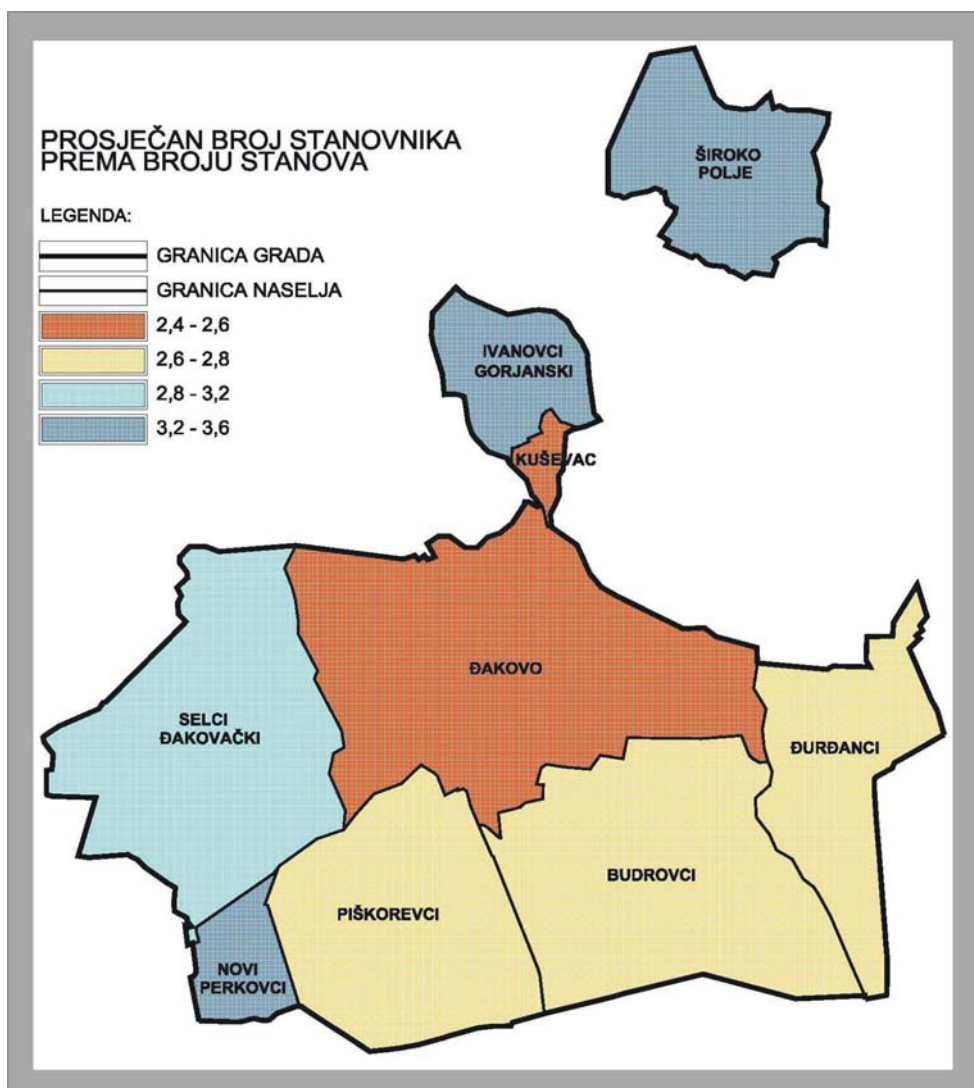 PROSJEČAN BROJ STANOVNIKA
PREMA BROJU STANOVA
LEGENDA:
GRANICA GRADA
GRANICA NASELJA
2,4 - 2,6
2,6 - 2,8
2,8 - 3,2
3,2 - 3,6
ŠIROKO
POLJE
IVANOVCI
GORJANSKI
KUŠEVAC
ĐAKOVO
SELCI
ĐAKOVAČKI
ĐURĐANCI
BUDROVCI
PIŠKOREVCI
NOVI
PERKOVCI